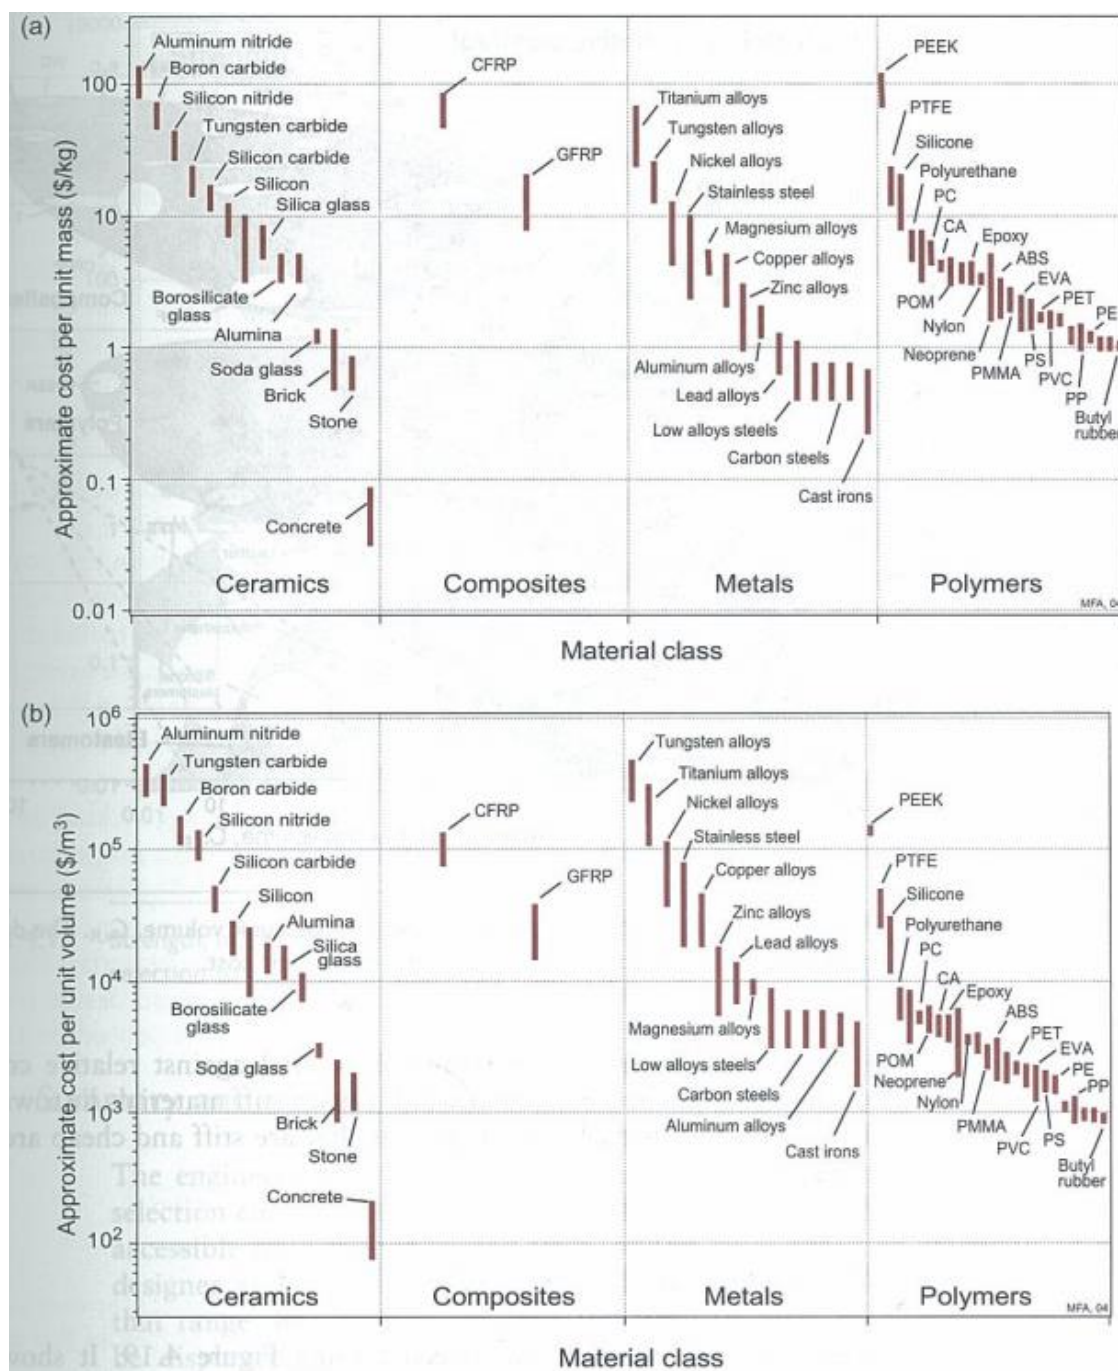 (a)
Approximate cost per unit mass ($/kg)
100
10
1
0.1
0.01
Aluminum nitride
Boron carbide
Silicon nitride
Tungsten carbide
Silicon carbide
Silicon
Silica glass
Borosilicate
glass
Alumina
Soda glass
Brick
Stone
Concrete
Ceramics
CFRP
GFRP
Composites
Titanium alloys
Tungsten alloys
Nickel alloys
Stainless steel
Magnesium alloys
Copper alloys
Zinc alloys
Aluminum alloys
Lead alloys
Low alloys steels
Carbon steels
Cast irons
Metals
PEEK
PTFE
Silicone
Polyurethane
PC
CA
Epoxy
ABS
EVA
PET
PE
POM
Nylon
Neoprene
PMMA
PS
PVC
PP
Butyl
rubber
Polymers
MFA, 04
Material class
(b)
Approximate cost per unit volume ($/m³)
10⁶
10⁵
10⁴
10³
10²
Aluminum nitride
Tungsten carbide
Boron carbide
Silicon nitride
Silicon carbide
Silicon
Alumina
Silica
glass
Borosilicate
glass
Soda glass
Brick
Stone
Concrete
Ceramics
CFRP
GFRP
Composites
Tungsten alloys
Titanium alloys
Nickel alloys
Stainless steel
Copper alloys
Zinc alloys
Lead alloys
Magnesium alloys
Low alloys steels
Carbon steels
Aluminum alloys
Cast irons
Metals
PEEK
PTFE
Silicone
Polyurethane
PC
CA
Epoxy
ABS
PET
EVA
PE
PP
POM
Neoprene
Nylon
PMMA
PVC
PS
Butyl
rubber
Polymers
MFA, 04
Material class